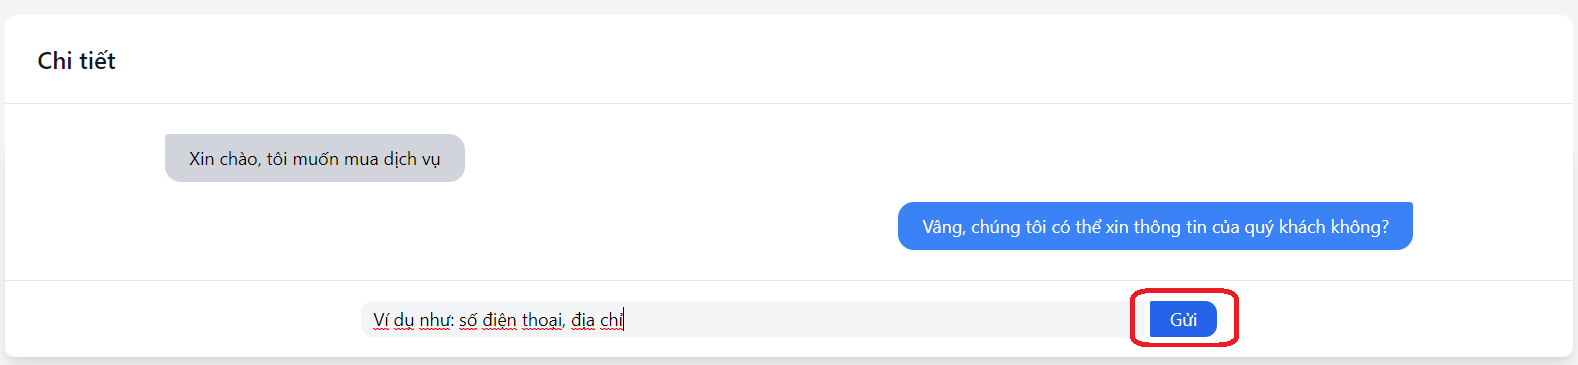 Chi tiết
Xin chào, tôi muốn mua dịch vụ
Vâng, chúng tôi có thể xin thông tin của quý khách không?
Ví dụ như: số điện thoại, địa chỉ
Gửi